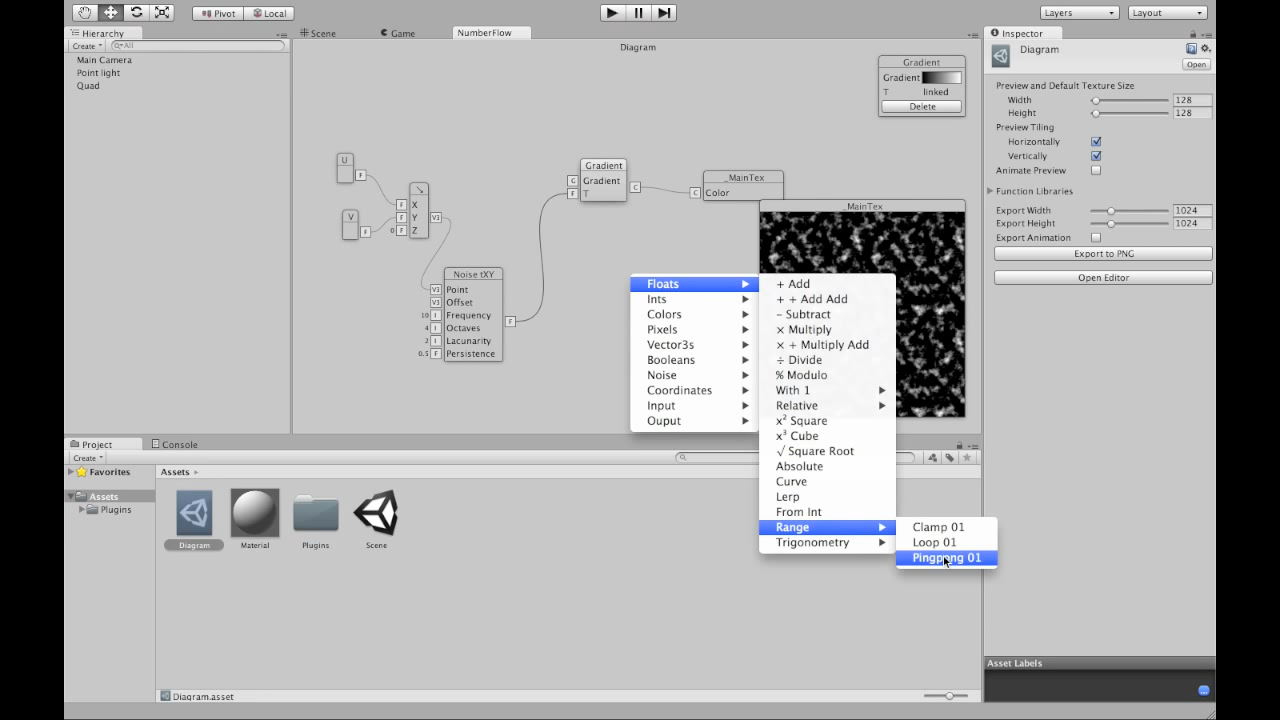 Pivot
Local
Layers
Layout
Hierarchy
Scene
Game
NumberFlow
Inspector
Create
All
Diagram
Main Camera
Point light
Quad
Diagram
Open
Gradient
Gradient
T
linked
Delete
Preview and Default Texture Size
Width
128
Height
128
Preview Tiling
Horizontally
Vertically
Animate Preview
Function Libraries
Export Width
1024
Export Height
1024
Export Animation
Export to PNG
Open Editor
U
F
V
F
F
X
F
Y
0
F
Z
V3
Gradient
G
Gradient
F
T
C
_MainTex
C
Color
_MainTex
Noise tXY
V3
Point
V3
Offset
10
I
Frequency
4
I
Octaves
2
I
Lacunarity
0.5
F
Persistence
F
Floats
Ints
Colors
Pixels
Vector3s
Booleans
Noise
Coordinates
Input
Ouput
+ Add
+ + Add Add
– Subtract
× Multiply
× + Multiply Add
÷ Divide
% Modulo
With 1
Relative
x² Square
x³ Cube
√ Square Root
Absolute
Curve
Lerp
From Int
Range
Trigonometry
Clamp 01
Loop 01
Pingpong 01
Project
Console
Create
Favorites
Assets
Plugins
Assets
Diagram
Material
Plugins
Scene
Diagram.asset
Asset Labels